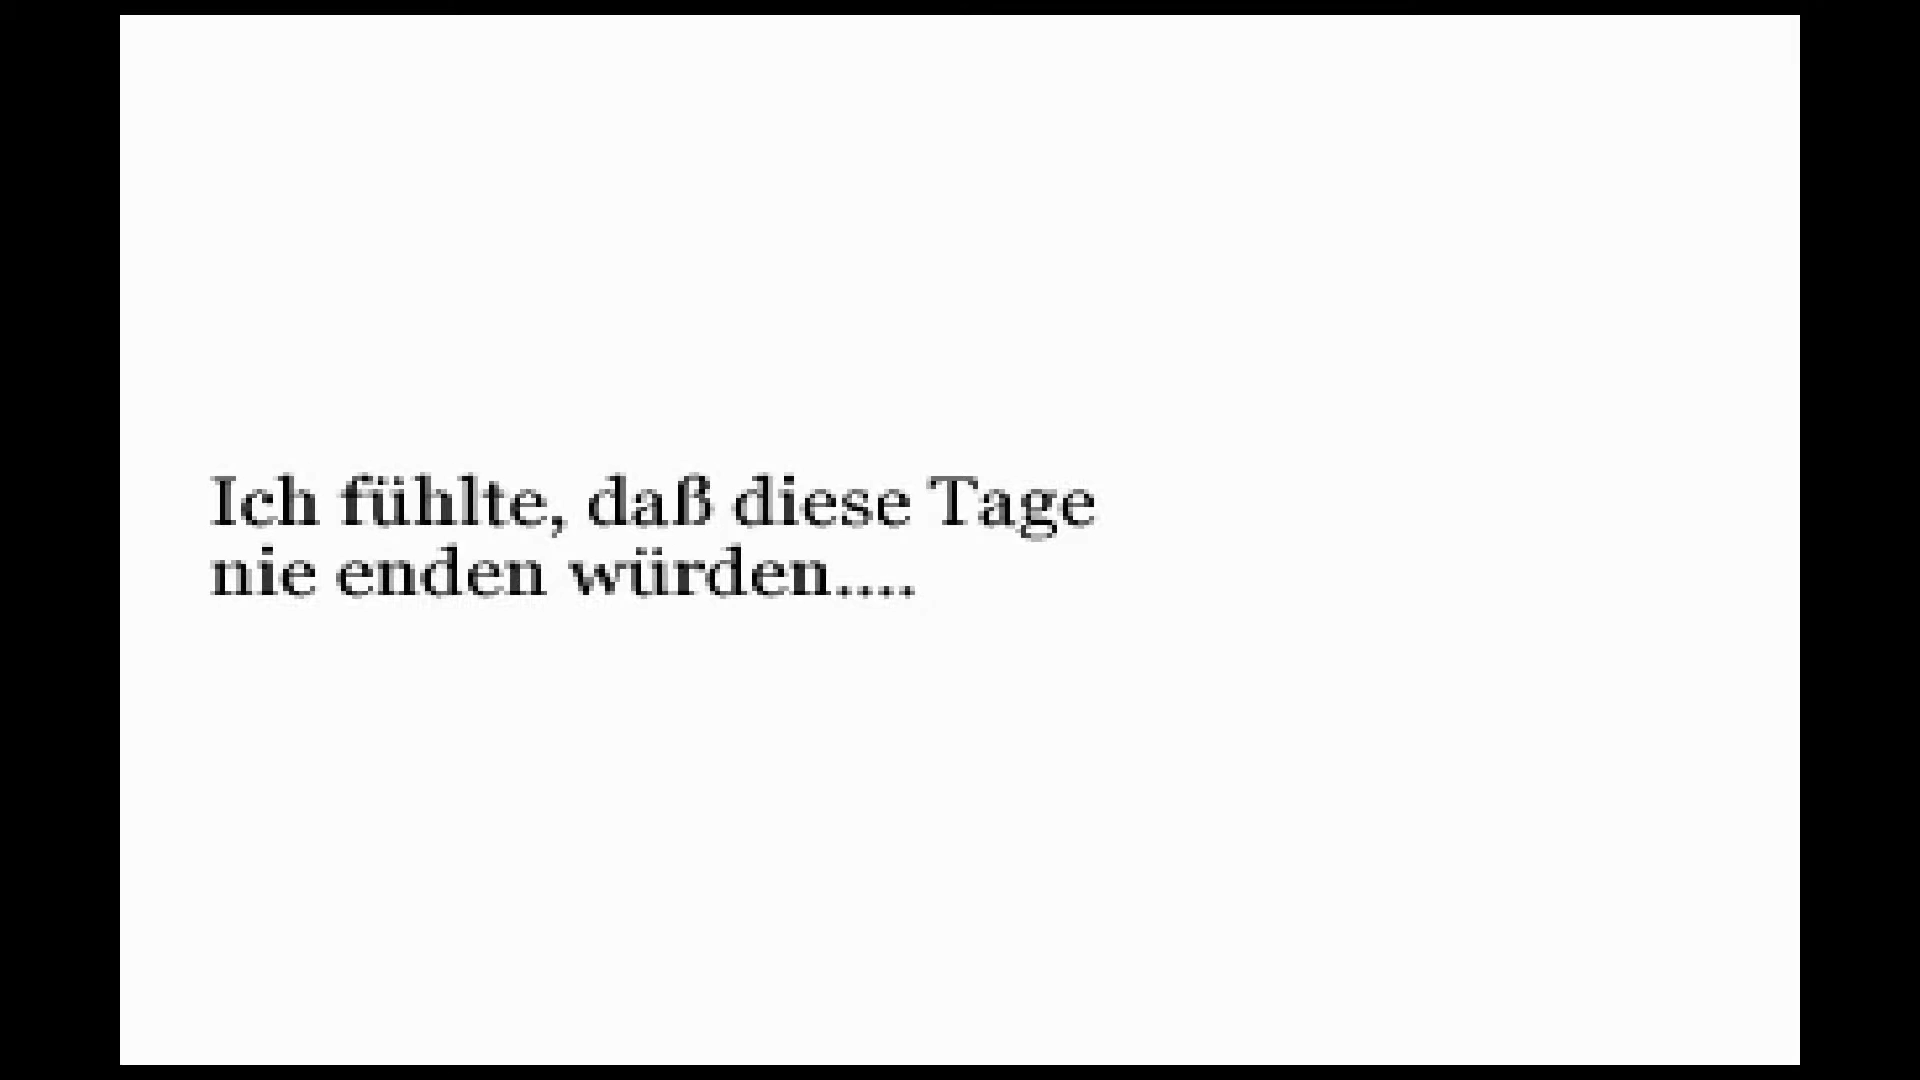 Ich fühlte, daß diese Tage
nie enden würden....